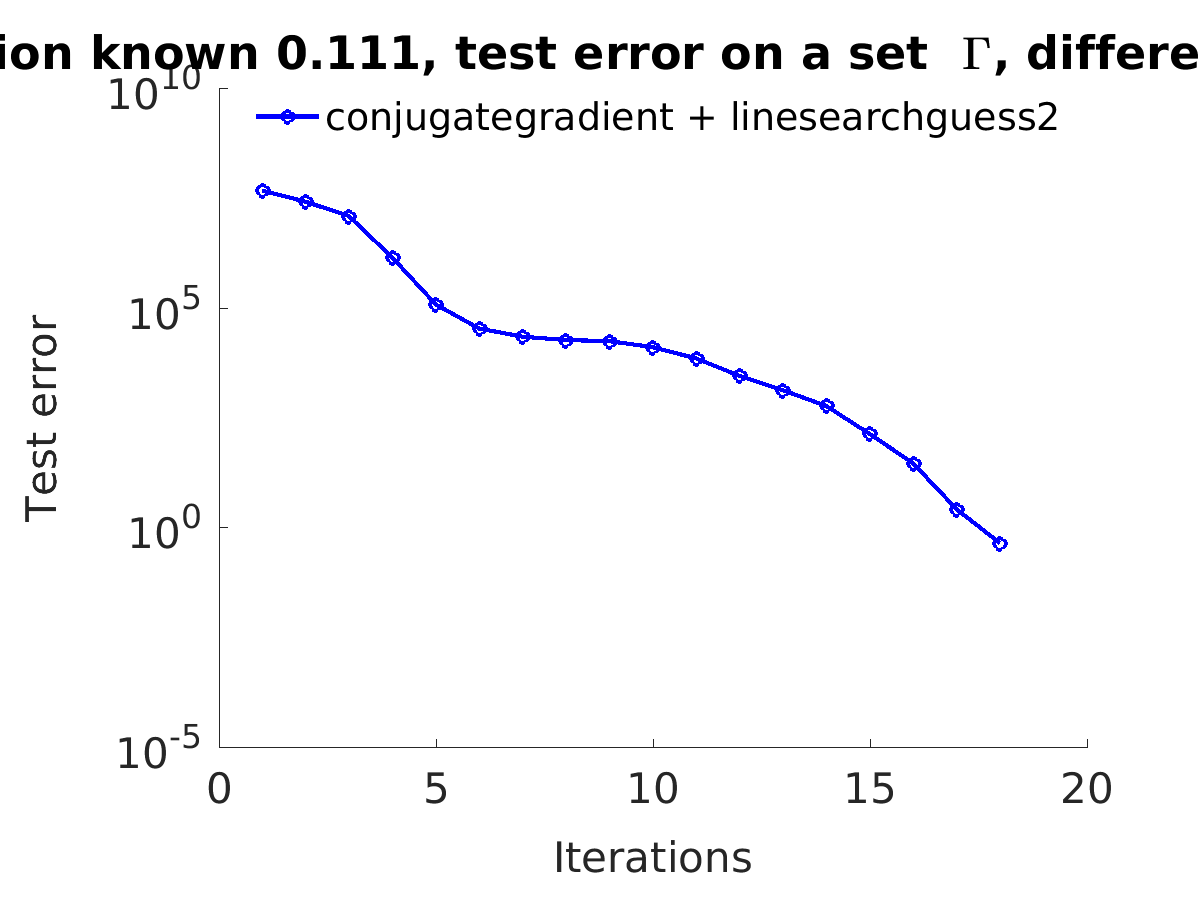 ion known 0.111, test error on a set Γ, differe
10^10
conjugategradient + linesearchguess2
10^5
10^0
10^-5
Test error
0 5 10 15 20
Iterations